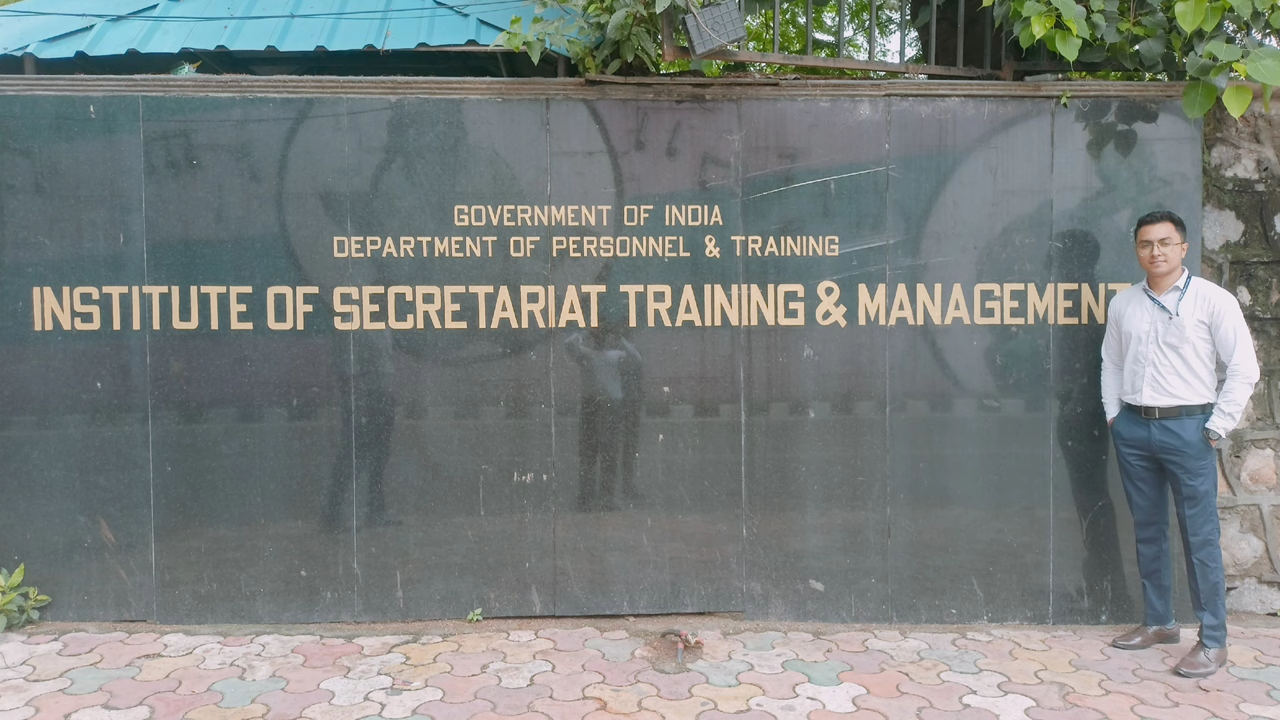 GOVERNMENT OF INDIA
DEPARTMENT OF PERSONNEL & TRAINING
INSTITUTE OF SECRETARIAT TRAINING & MANAGEMENT